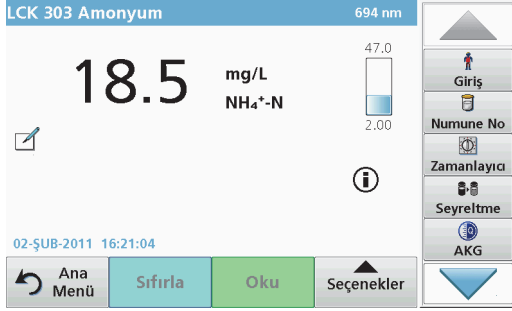 LCK 303 Amonyum 694 nm
47.0
18.5 mg/L
NH₄⁺-N
2.00
02-ŞUB-2011 16:21:04
Ana Menü
Sıfırla
Oku
Seçenekler
Giriş
Numune No
Zamanlayıcı
Seyreltme
AKG